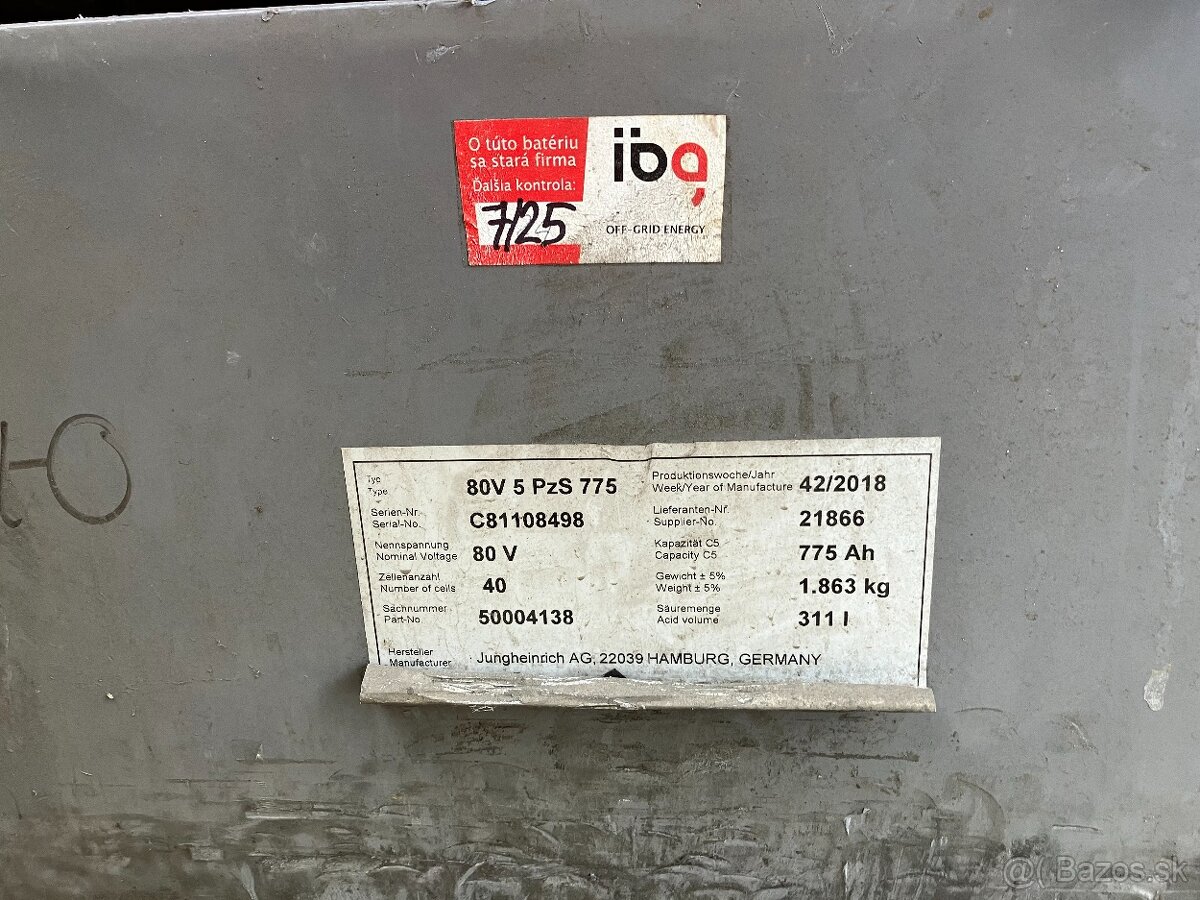 O túto batériu
sa stará firma
Ďalšia kontrola:
7/25
iba
OFF-GRID ENERGY
10
Typ
Type
80V 5 PzS 775
Produktionswoche/Jahr
Week/Year of Manufacture
42/2018
Serien-Nr.
Serial-No.
C81108498
Lieferanten-Nr.
Supplier-No.
21866
Nennspannung
Nominal Voltage
80 V
Kapazität C5
Capacity C5
775 Ah
Zellenanzahl
Number of cells
40
Gewicht ± 5%
Weight ± 5%
1.863 kg
Sachnummer
Part-No
50004138
Säuremenge
Acid volume
311 l
Hersteller
Manufacturer
Jungheinrich AG, 22039 HAMBURG, GERMANY
@( Bazos.sk